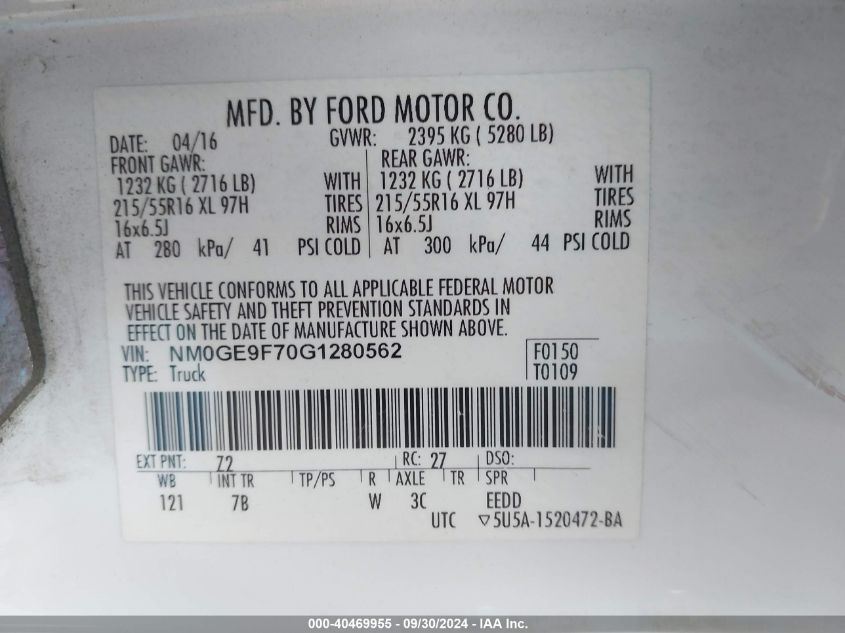 MFD. BY FORD MOTOR CO.
DATE: 04/16 GVWR: 2395 KG ( 5280 LB)
FRONT GAWR: REAR GAWR:
1232 KG ( 2716 LB) WITH 1232 KG ( 2716 LB) WITH
215/55R16 XL 97H TIRES 215/55R16 XL 97H TIRES
16x6.5J RIMS 16x6.5J RIMS
AT 280 kPa/ 41 PSI COLD AT 300 kPa/ 44 PSI COLD
THIS VEHICLE CONFORMS TO ALL APPLICABLE FEDERAL MOTOR
VEHICLE SAFETY AND THEFT PREVENTION STANDARDS IN
EFFECT ON THE DATE OF MANUFACTURE SHOWN ABOVE.
VIN: NM0GE9F70G1280562 F0150
TYPE: Truck T0109
EXT PNT: Z2 RC: 27 DSO:
WB INT TR TP/PS R AXLE TR SPR
121 7B W 3C EEDD
UTC ▽5U5A-1520472-BA
000-40469955 - 09/30/2024 - IAA Inc.